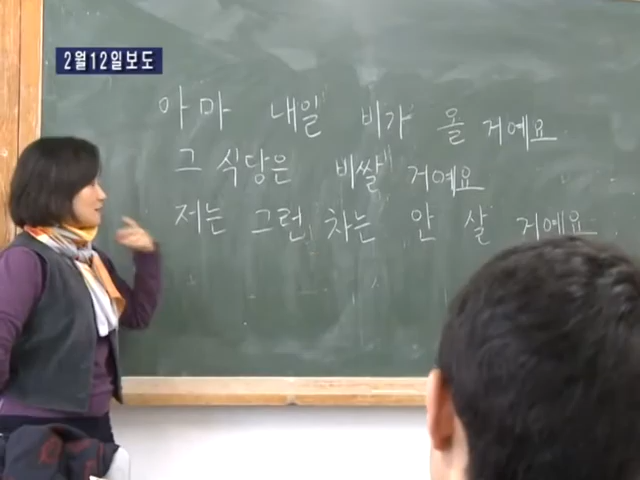 2월12일보도
아마 내일 비가 올 거예요
그 식당은 비쌀 거예요
저는 그런 차는 안 살 거예요